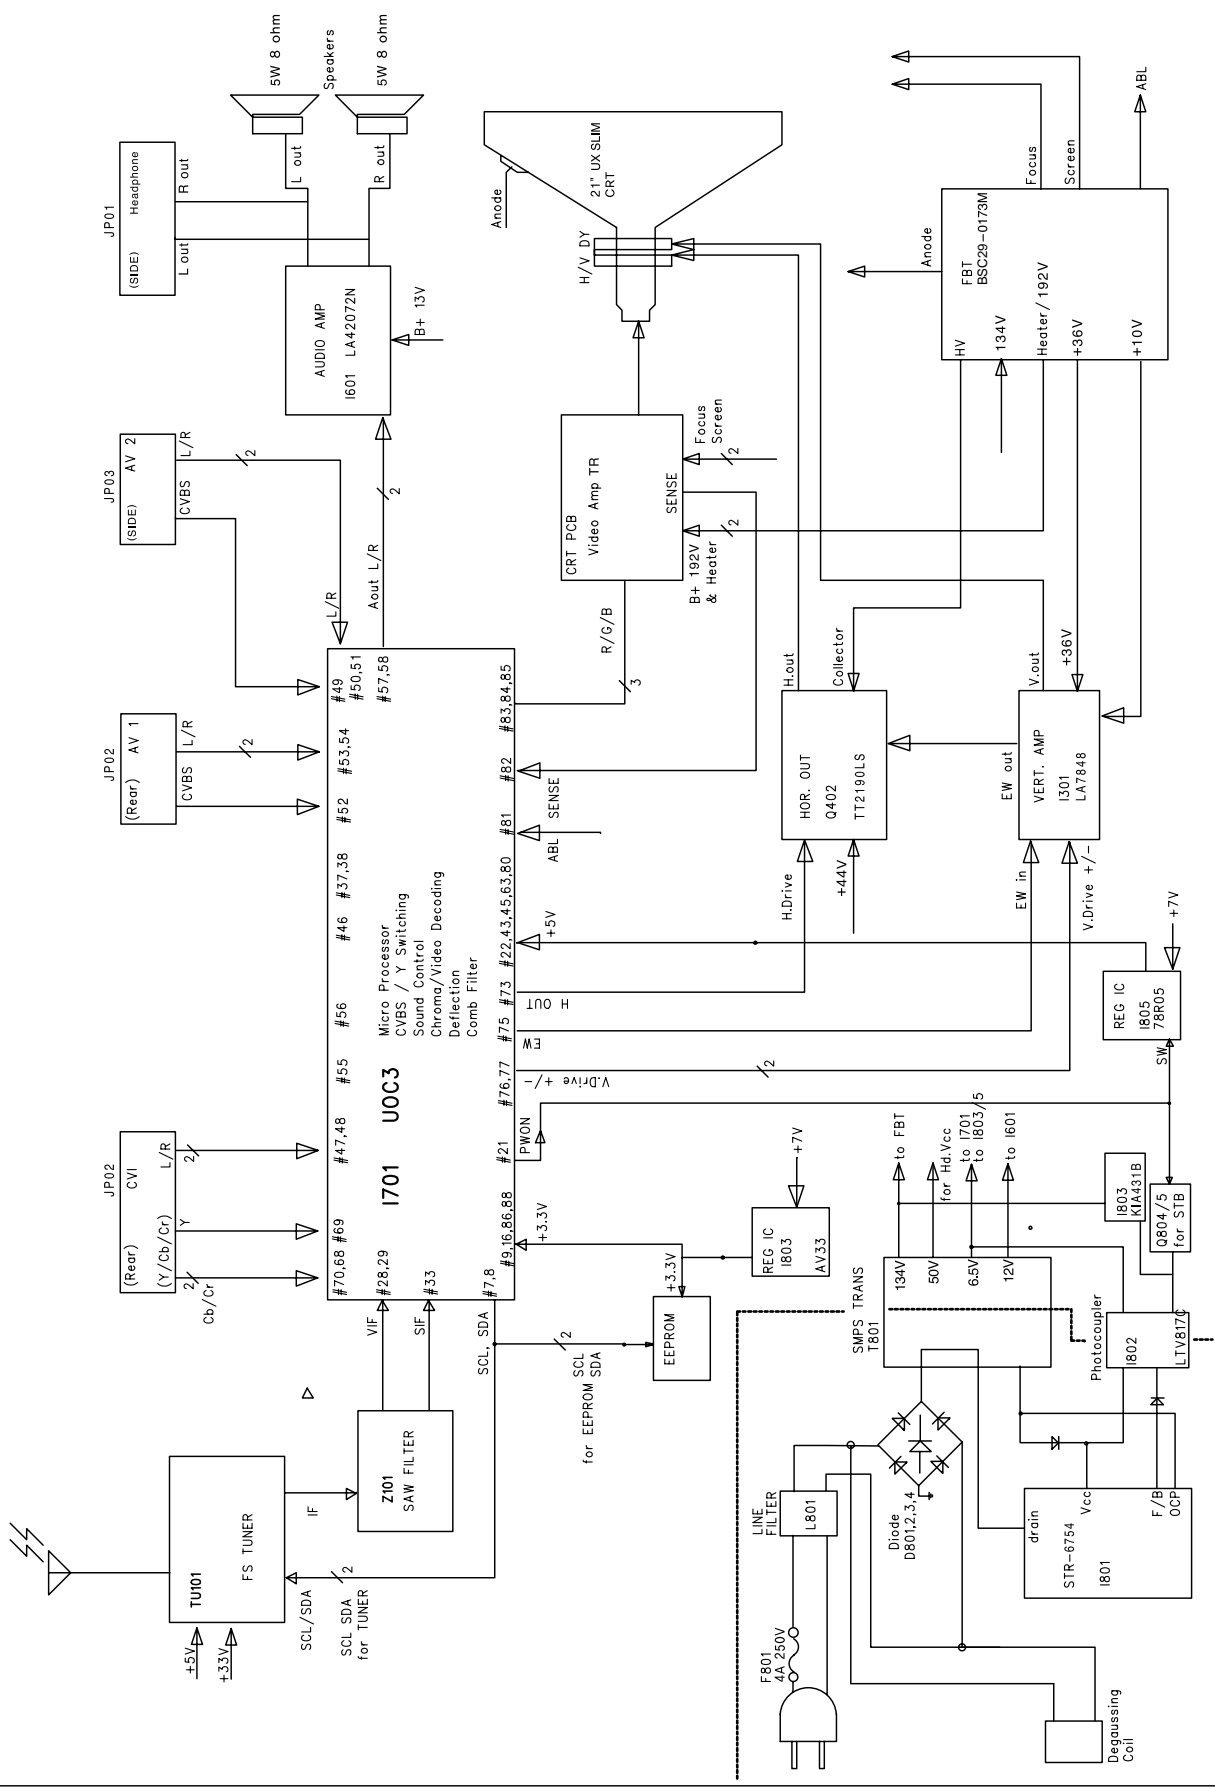 5W 8 ohm
Speakers
5W 8 ohm
L out
R out
JP01
(SIDE)
Headphone
R out
L out
AUDIO AMP
I601 LA42072N
B+ 13V
Aout L/R
2
JP03
(SIDE)
AV 2
L/R
CVBS
2
L/R
JP02
(Rear)
AV 1
L/R
CVBS
2
JP02
(Rear)
CVI
(Y/Cb/Cr)
L/R
Y
2
2
Cb/Cr
21" UX SLIM
CRT
Anode
H/V DY
CRT PCB
Video Amp TR
SENSE
Focus
Screen
2
B+ 192V
& Heater
2
R/G/B
3
FBT
BSC29-0173M
Anode
Focus
Screen
ABL
HV
134V
Heater/192V
+36V
+10V
I701 UOC3
Micro Processor
CVBS / Y Switching
Sound Control
Chroma/Video Decoding
Deflection
Comb Filter
#70,68
#69
#47,48
#55
#56
#46
#37,38
#52
#53,54
#49
#50,51
#57,58
#28,29
#33
#7,8
#9,16,86,88
#21
#76,77
#75
#73
#22,43,45,63,80
#81
#82
#83,84,85
VIF
SIF
SCL, SDA
+3.3V
PWON
V.Drive +/-
2
EW
H OUT
+5V
ABL
SENSE
HOR. OUT
Q402
TT2190LS
H.out
Collector
H.Drive
+44V
VERT. AMP
I301
LA7848
EW out
V.out
+36V
EW in
V.Drive +/-
REG IC
I805
78R05
+7V
SW
TU101
FS TUNER
+5V
+33V
IF
SCL/SDA
2
SCL SDA
for TUNER
Z101
SAW FILTER
2
SCL
for EEPROM SDA
EEPROM
+3.3V
REG IC
I803
AV33
+7V
SMPS TRANS
T801
134V
50V
6.5V
12V
to FBT
for Hd.Vcc
to I701
to I803/5
to I601
I803
KIA431B
Q804/5
for STB
Photocoupler
I802
LTV817C
LINE
FILTER
L801
F801
4A 250V
Diode
D801,2,3,4
drain
Vcc
F/B
OCP
STR-6754
I801
Degaussing
Coil